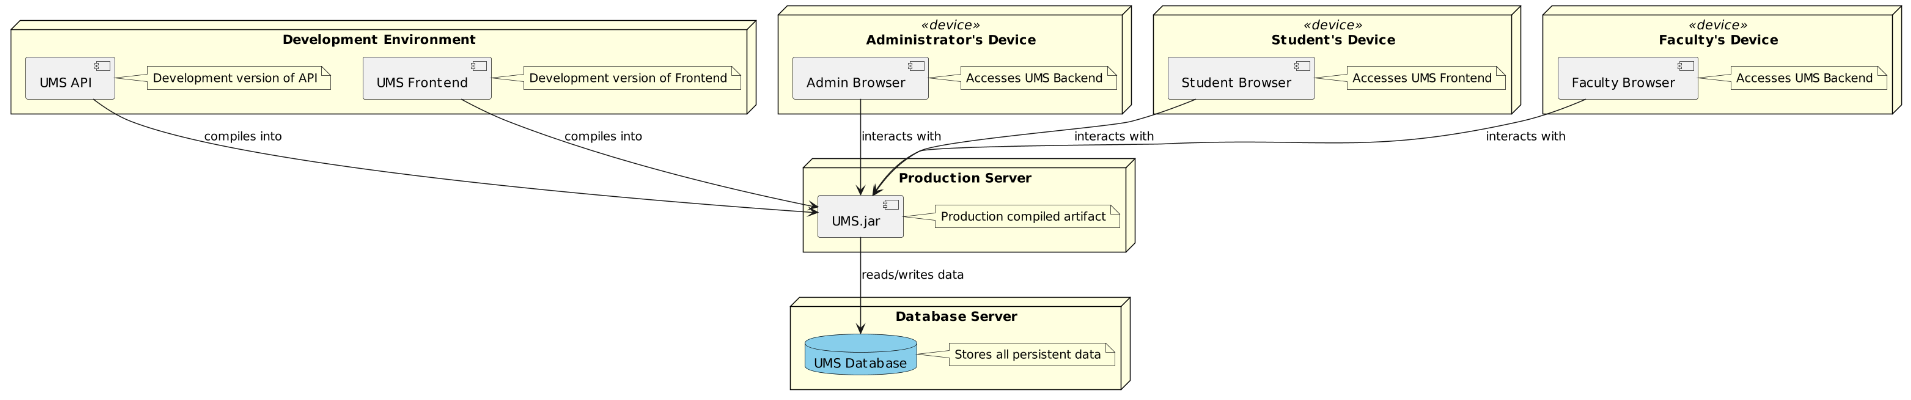 Development Environment
UMS API
Development version of API
UMS Frontend
Development version of Frontend
«device»
Administrator's Device
Admin Browser
Accesses UMS Backend
«device»
Student's Device
Student Browser
Accesses UMS Frontend
«device»
Faculty's Device
Faculty Browser
Accesses UMS Backend
compiles into
compiles into
interacts with
interacts with
interacts with
Production Server
UMS.jar
Production compiled artifact
reads/writes data
Database Server
UMS Database
Stores all persistent data